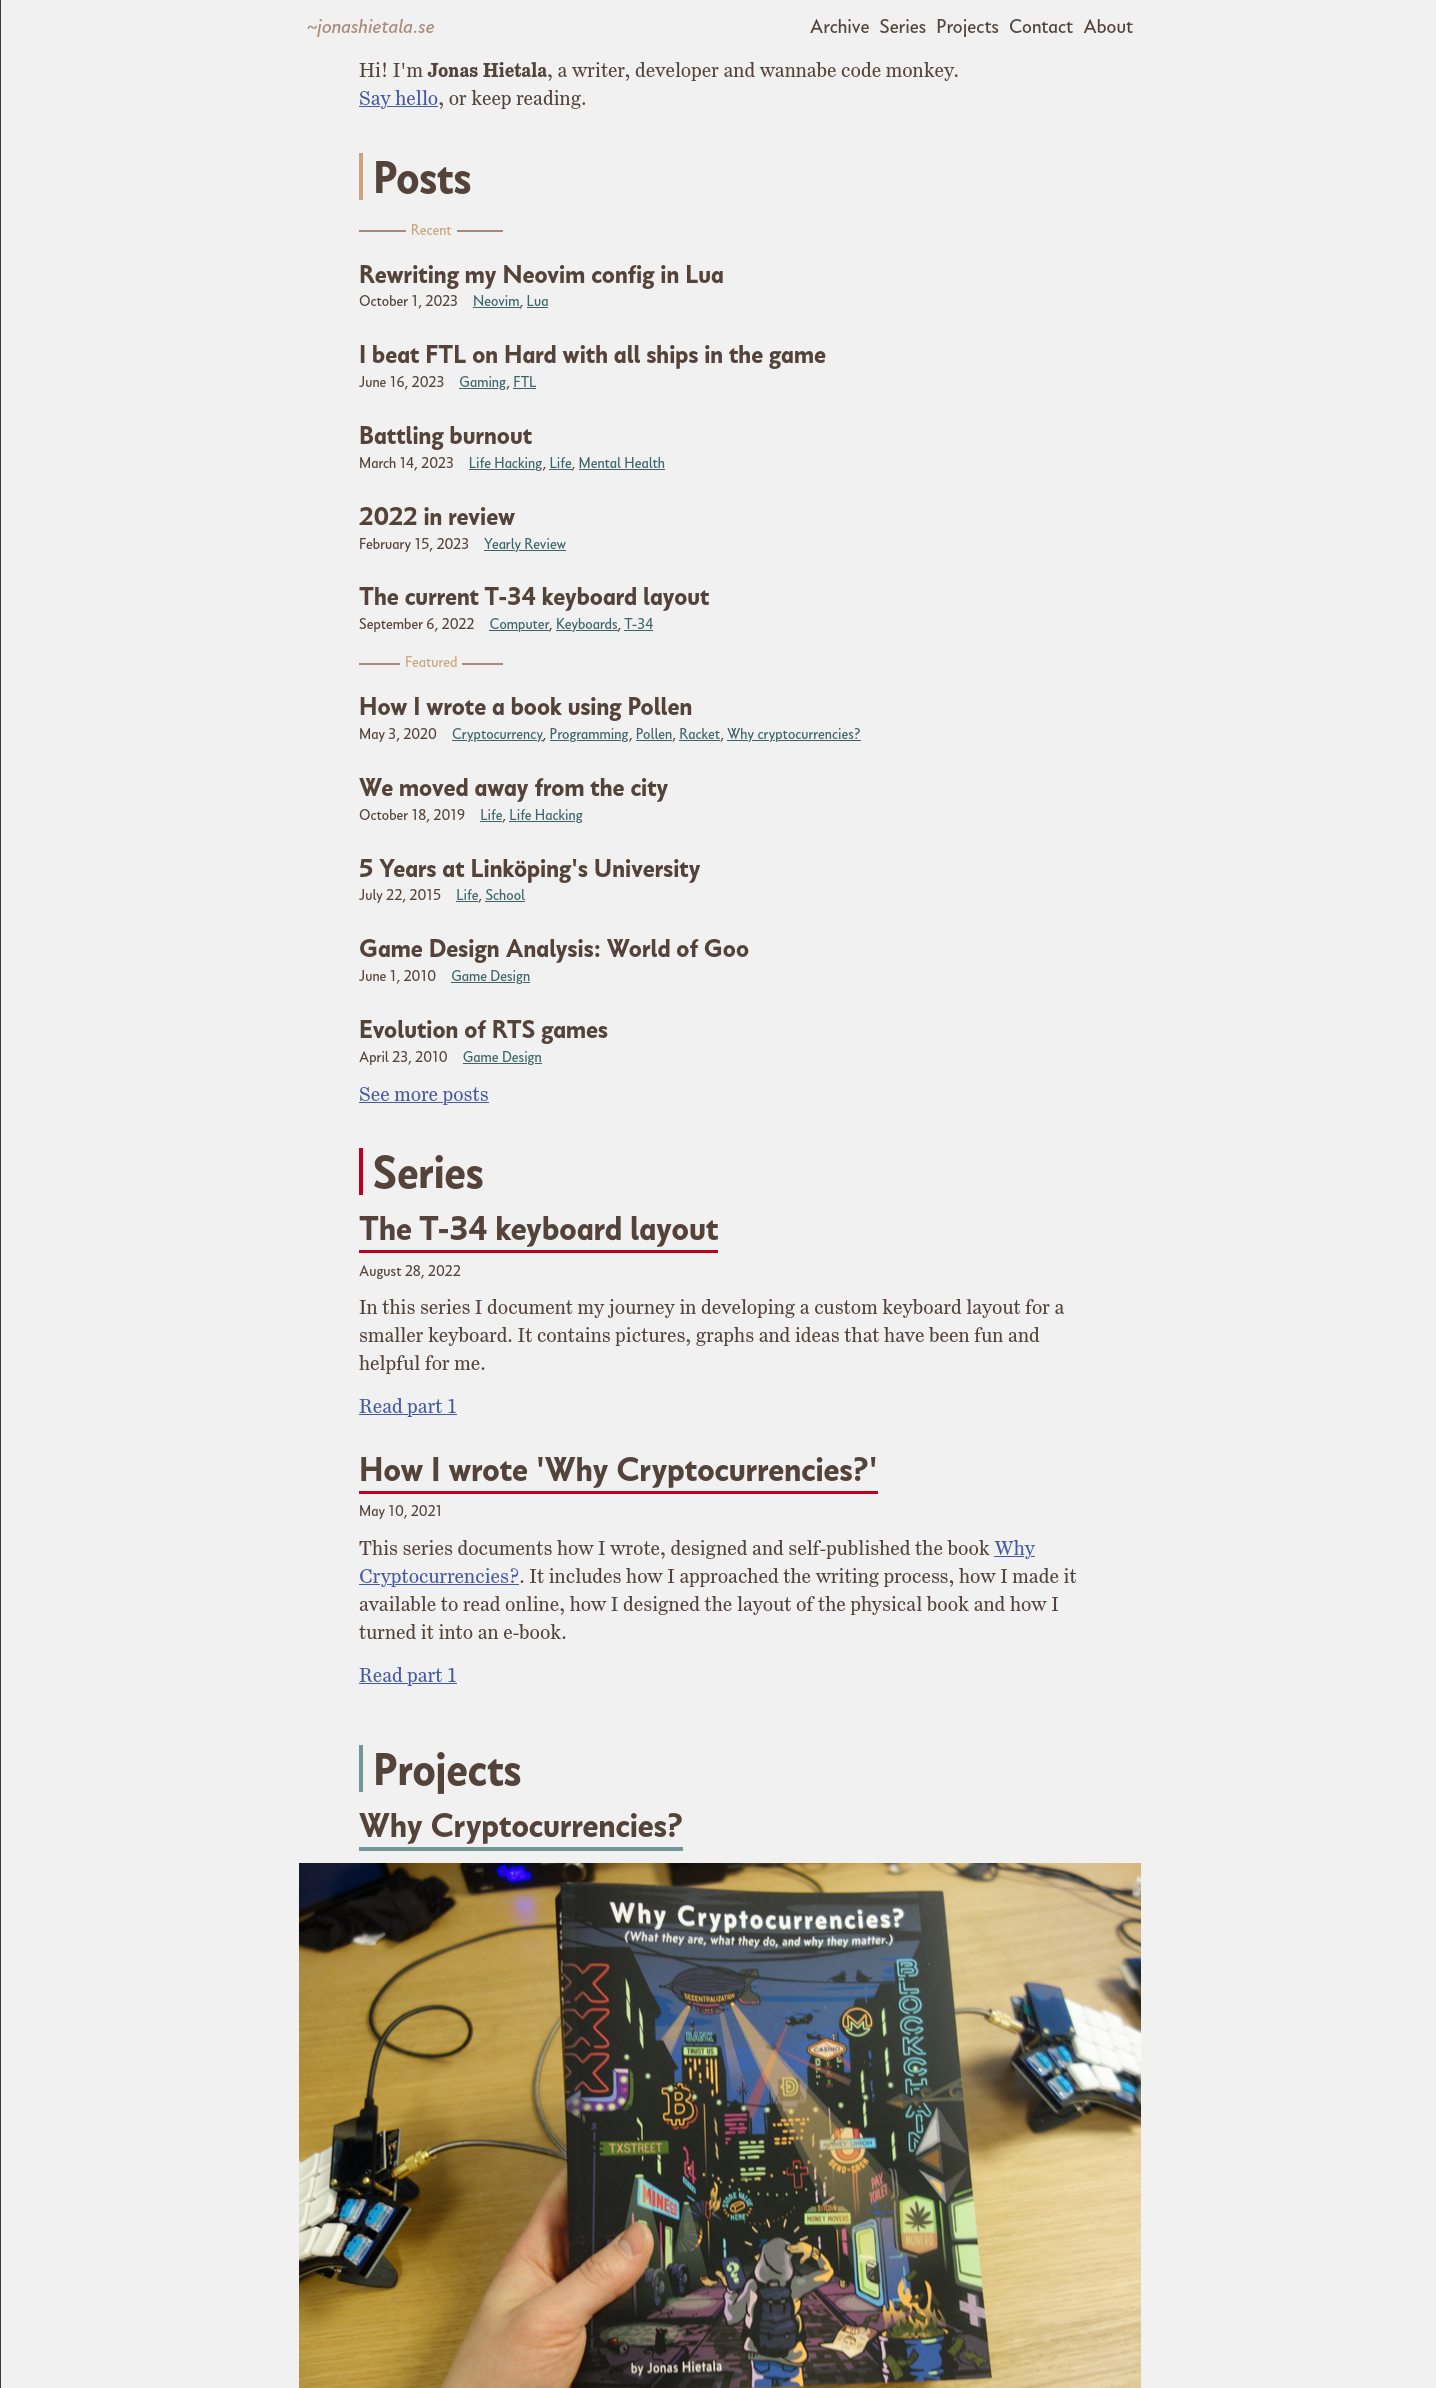 ~jonashietala.se
Archive Series Projects Contact About
Hi! I'm Jonas Hietala, a writer, developer and wannabe code monkey.
Say hello, or keep reading.
Posts
Recent
Rewriting my Neovim config in Lua
October 1, 2023 Neovim, Lua
I beat FTL on Hard with all ships in the game
June 16, 2023 Gaming, FTL
Battling burnout
March 14, 2023 Life Hacking, Life, Mental Health
2022 in review
February 15, 2023 Yearly Review
The current T-34 keyboard layout
September 6, 2022 Computer, Keyboards, T-34
Featured
How I wrote a book using Pollen
May 3, 2020 Cryptocurrency, Programming, Pollen, Racket, Why cryptocurrencies?
We moved away from the city
October 18, 2019 Life, Life Hacking
5 Years at Linköping's University
July 22, 2015 Life, School
Game Design Analysis: World of Goo
June 1, 2010 Game Design
Evolution of RTS games
April 23, 2010 Game Design
See more posts
Series
The T-34 keyboard layout
August 28, 2022
In this series I document my journey in developing a custom keyboard layout for a
smaller keyboard. It contains pictures, graphs and ideas that have been fun and
helpful for me.
Read part 1
How I wrote 'Why Cryptocurrencies?'
May 10, 2021
This series documents how I wrote, designed and self-published the book Why
Cryptocurrencies?. It includes how I approached the writing process, how I made it
available to read online, how I designed the layout of the physical book and how I
turned it into an e-book.
Read part 1
Projects
Why Cryptocurrencies?
Why Cryptocurrencies?
(What they are, what they do, and why they matter.)
DECENTRALIZATION
BANK
TRUST US
CASINO
XXX
TXSTREET
MONEY UNION
SEND-CASH
PAY
TOILET
STORE VALUE
HERE
BITCOIN
MONEY MOVERS
MONERO
by Jonas Hietala